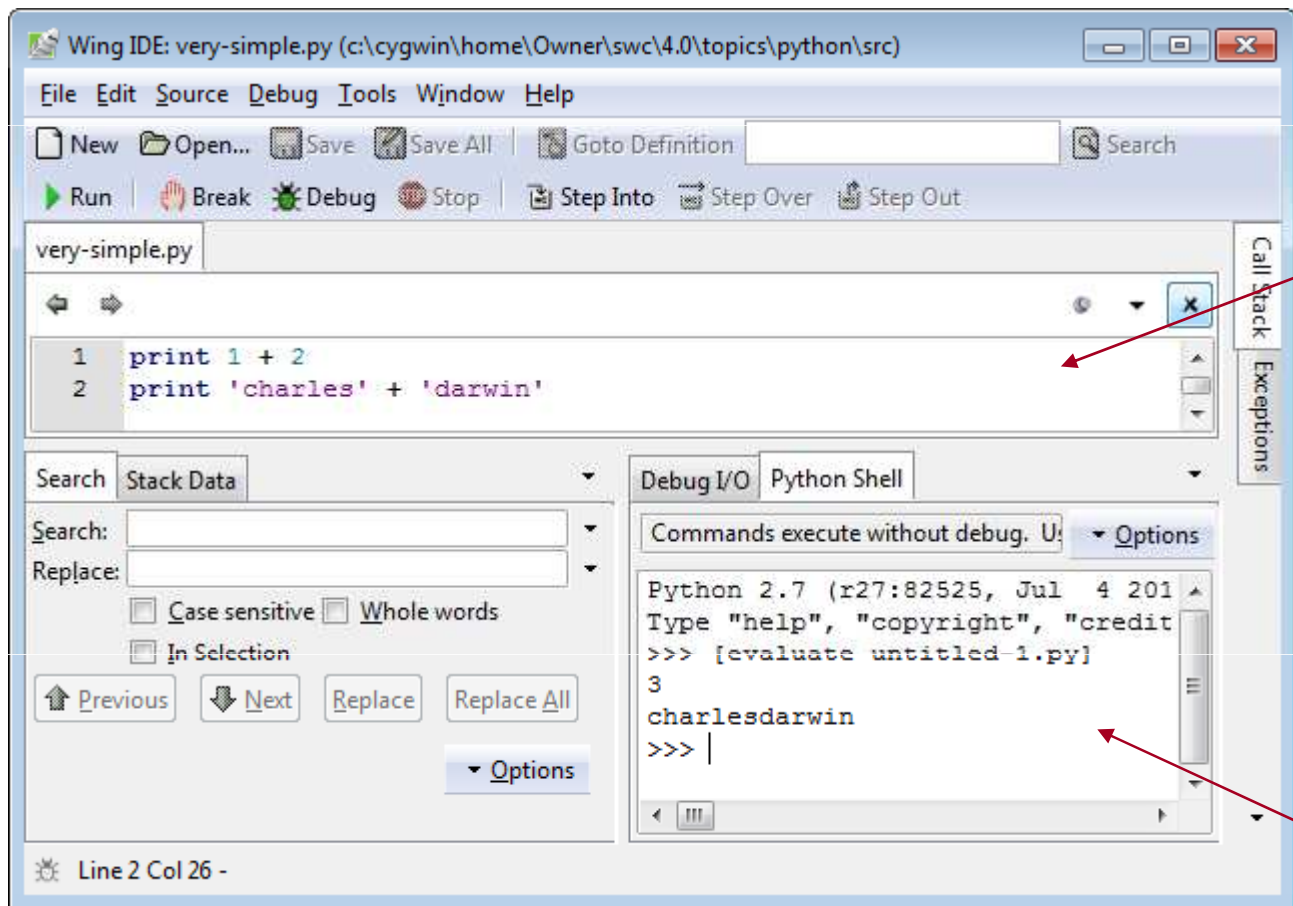 Wing IDE: very-simple.py (c:\cygwin\home\Owner\swc\4.0\topics\python\src)
File Edit Source Debug Tools Window Help
New Open... Save Save All Goto Definition Search
Run Break Debug Stop Step Into Step Over Step Out
very-simple.py
1 print 1 + 2
2 print 'charles' + 'darwin'
Call Stack
Exceptions
Search Stack Data
Search:
Replace:
Case sensitive Whole words
In Selection
Previous Next Replace Replace All
Options
Debug I/O Python Shell
Commands execute without debug. Us
Options
Python 2.7 (r27:82525, Jul 4 201
Type "help", "copyright", "credit
>>> [evaluate untitled-1.py]
3
charlesdarwin
>>>
Line 2 Col 26 -